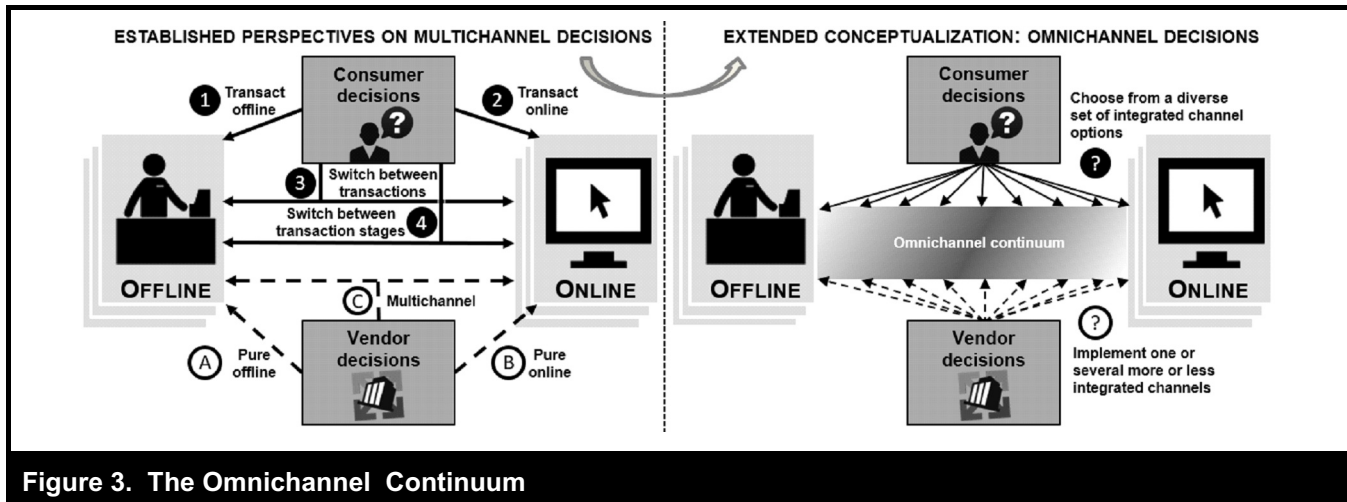 ESTABLISHED PERSPECTIVES ON MULTICHANNEL DECISIONS
Consumer
decisions
?
1
Transact
offline
2
Transact
online
3
Switch between
transactions
Switch between
transaction stages
4
OFFLINE
ONLINE
C
Multichannel
A
Pure
offline
Vendor
decisions
B
Pure
online
EXTENDED CONCEPTUALIZATION: OMNICHANNEL DECISIONS
Consumer
decisions
?
Choose from a diverse
set of integrated channel
options
?
Omnichannel continuum
OFFLINE
ONLINE
Vendor
decisions
?
Implement one or
several more or less
integrated channels
Figure 3. The Omnichannel Continuum